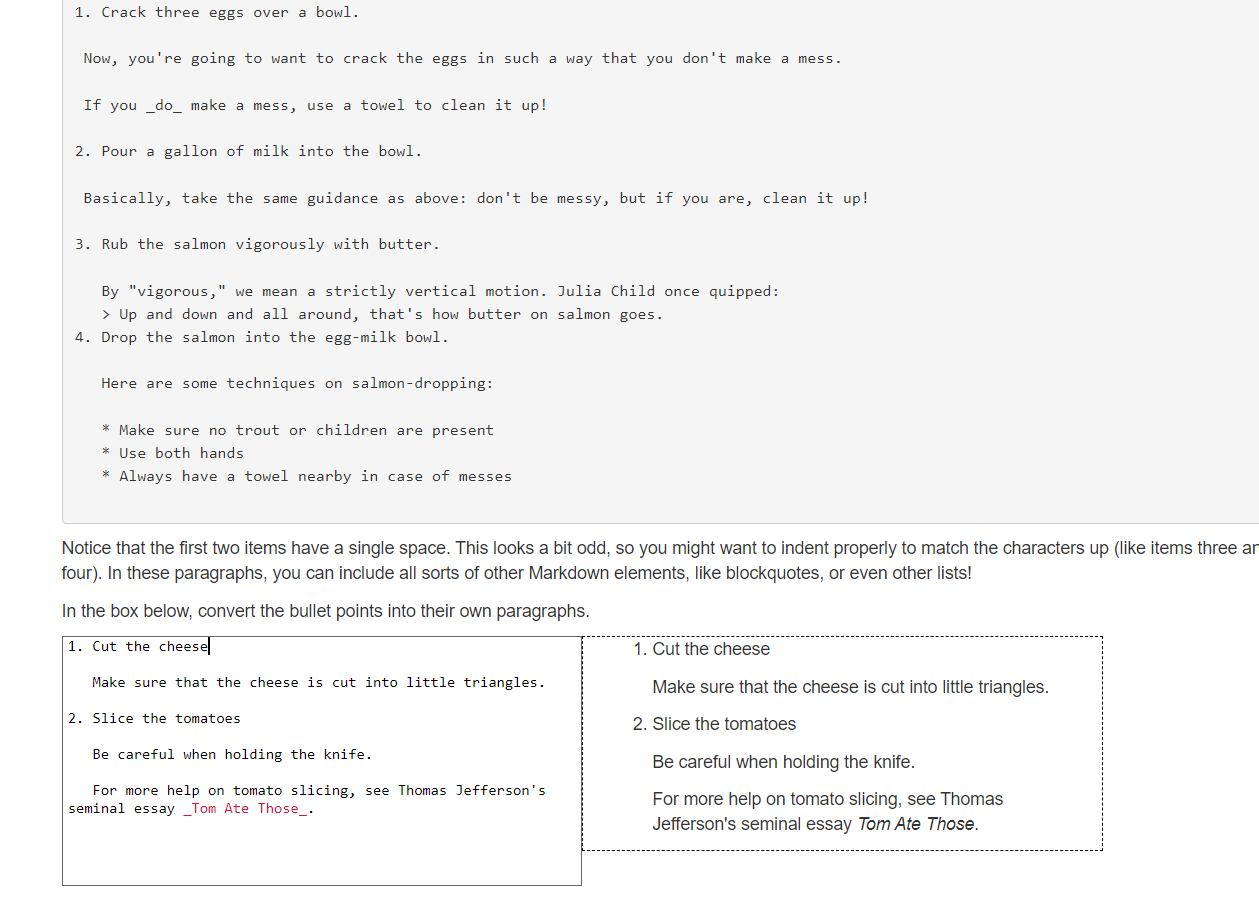 1. Crack three eggs over a bowl.
Now, you're going to want to crack the eggs in such a way that you don't make a mess.
If you _do_ make a mess, use a towel to clean it up!
2. Pour a gallon of milk into the bowl.
Basically, take the same guidance as above: don't be messy, but if you are, clean it up!
3. Rub the salmon vigorously with butter.
By "vigorous," we mean a strictly vertical motion. Julia Child once quipped:
> Up and down and all around, that's how butter on salmon goes.
4. Drop the salmon into the egg-milk bowl.
Here are some techniques on salmon-dropping:
* Make sure no trout or children are present
* Use both hands
* Always have a towel nearby in case of messes
Notice that the first two items have a single space. This looks a bit odd, so you might want to indent properly to match the characters up (like items three
four). In these paragraphs, you can include all sorts of other Markdown elements, like blockquotes, or even other lists!
In the box below, convert the bullet points into their own paragraphs.
1. Cut the cheese
Make sure that the cheese is cut into little triangles.
2. Slice the tomatoes
Be careful when holding the knife.
For more help on tomato slicing, see Thomas Jefferson's
seminal essay _Tom Ate Those_.
1. Cut the cheese
Make sure that the cheese is cut into little triangles.
2. Slice the tomatoes
Be careful when holding the knife.
For more help on tomato slicing, see Thomas
Jefferson's seminal essay Tom Ate Those.